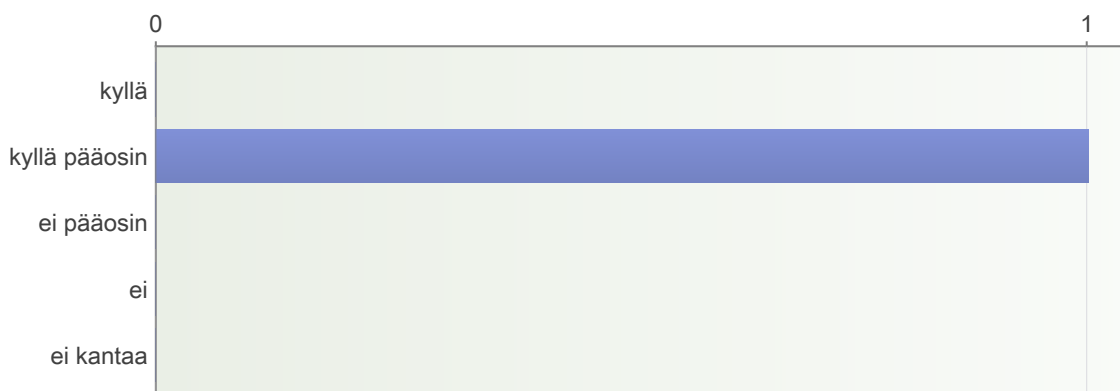 0 1
kyllä
kyllä pääosin
ei pääosin
ei
ei kantaa